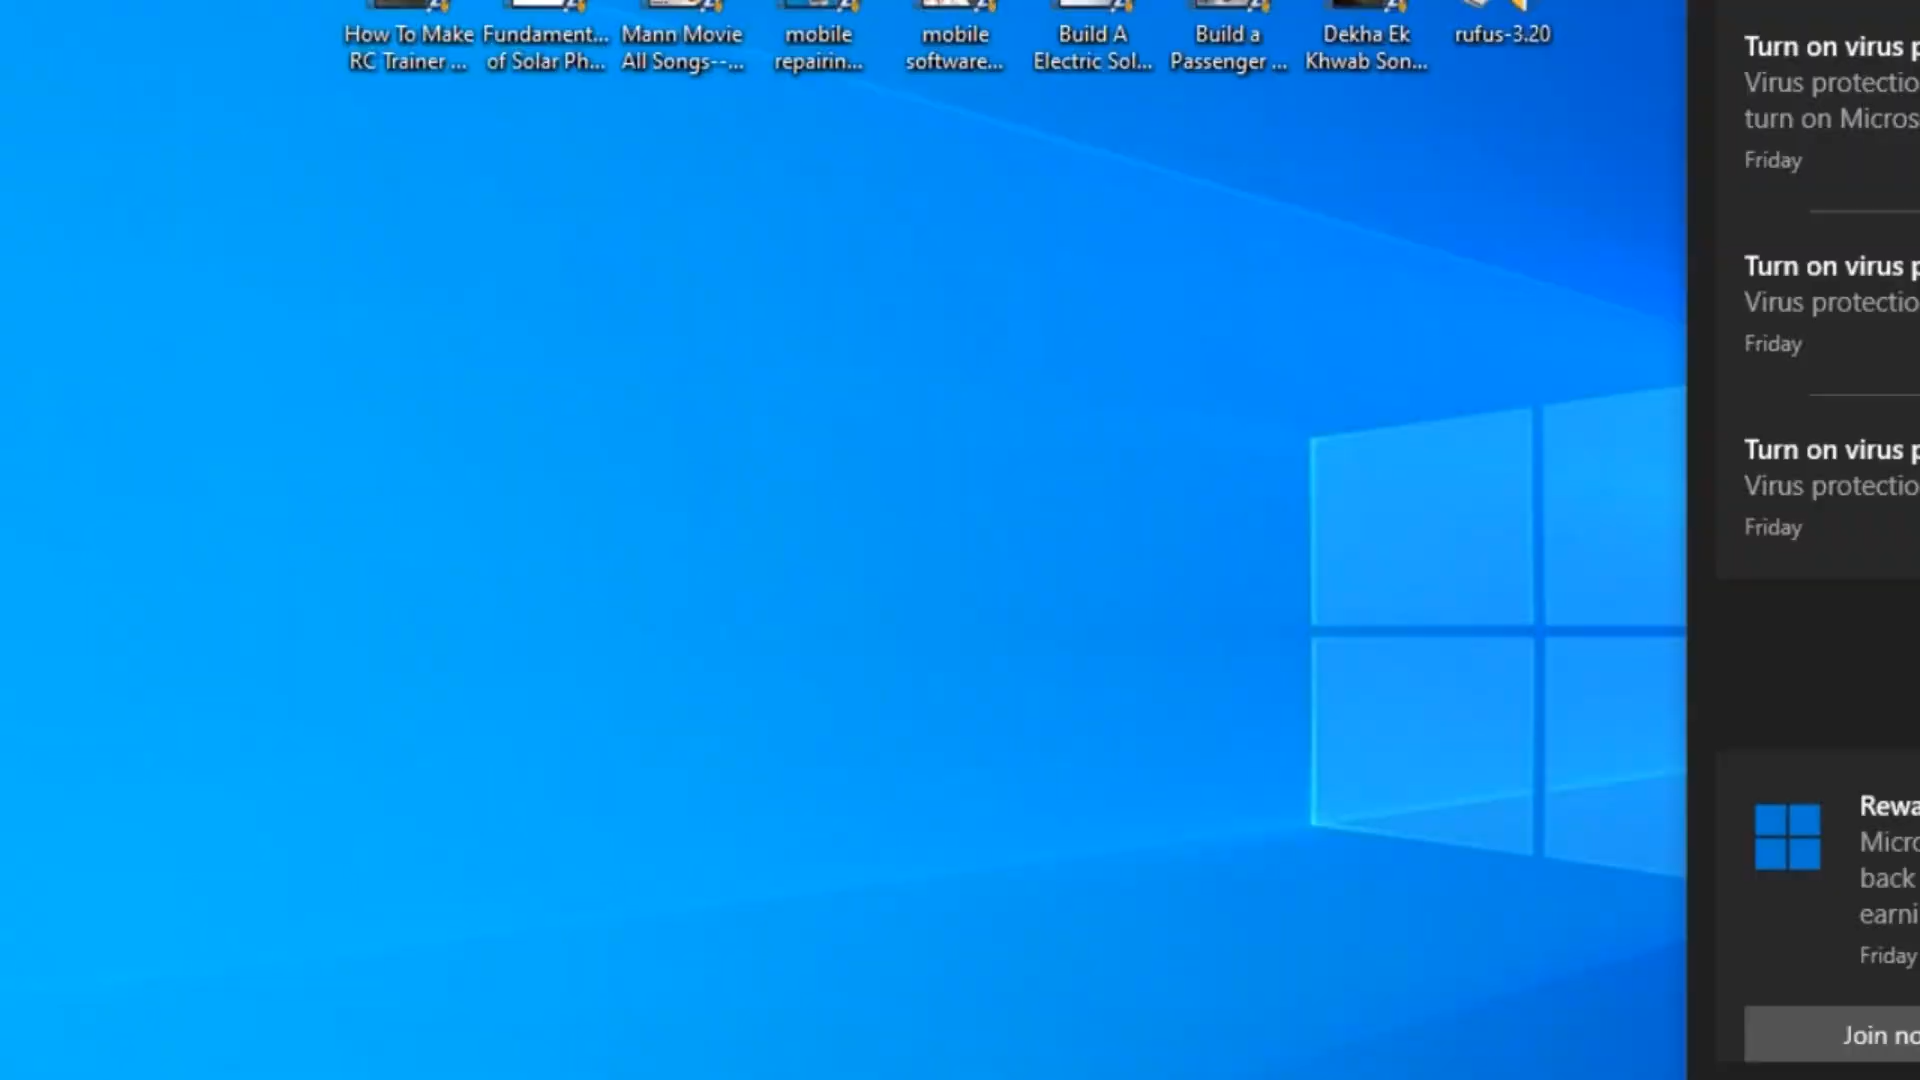 How To Make
RC Trainer ...
Fundament...
of Solar Ph...
Mann Movie
All Songs--...
mobile
repairin...
mobile
software...
Build A
Electric Sol...
Build a
Passenger ...
Dekha Ek
Khwab Son...
rufus-3.20
Turn on virus p
Virus protectio
turn on Micros
Friday
Turn on virus p
Virus protectio
Friday
Turn on virus p
Virus protectio
Friday
Rewa
Micro
back
earni
Friday
Join no